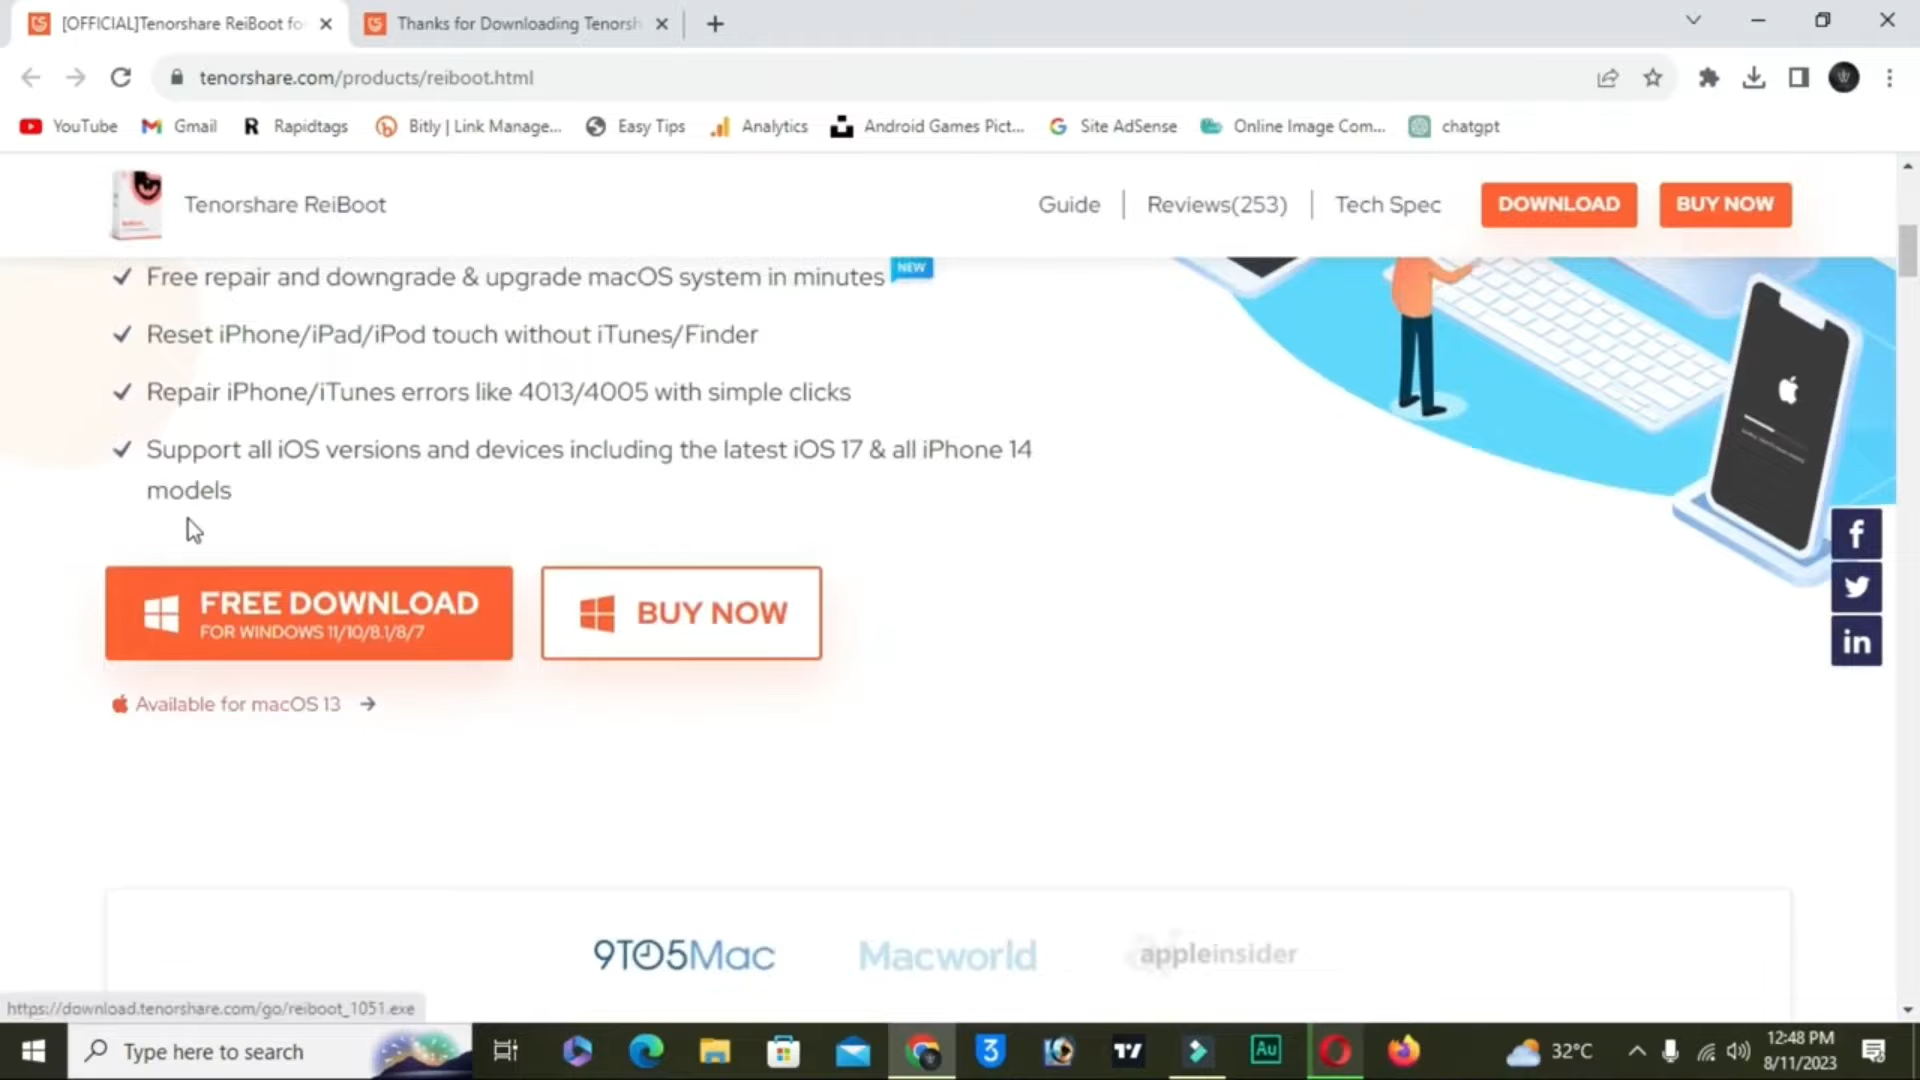 [OFFICIAL]Tenorshare ReiBoot fo
Thanks for Downloading Tenorsh
tenorshare.com/products/reiboot.html
YouTube
Gmail
R Rapidtags
Bitly | Link Manage...
Easy Tips
Analytics
Android Games Pict...
Site AdSense
Online Image Com...
chatgpt
Tenorshare ReiBoot
Guide
Reviews(253)
Tech Spec
DOWNLOAD
BUY NOW
Free repair and downgrade & upgrade macOS system in minutes NEW
Reset iPhone/iPad/iPod touch without iTunes/Finder
Repair iPhone/iTunes errors like 4013/4005 with simple clicks
Support all iOS versions and devices including the latest iOS 17 & all iPhone 14
models
FREE DOWNLOAD
FOR WINDOWS 11/10/8.1/8/7
BUY NOW
Available for macOS 13
f
in
9TO5Mac
Macworld
appleinsider
https://download.tenorshare.com/go/reiboot_1051.exe
Type here to search
3
Au
32°C
12:48 PM
8/11/2023